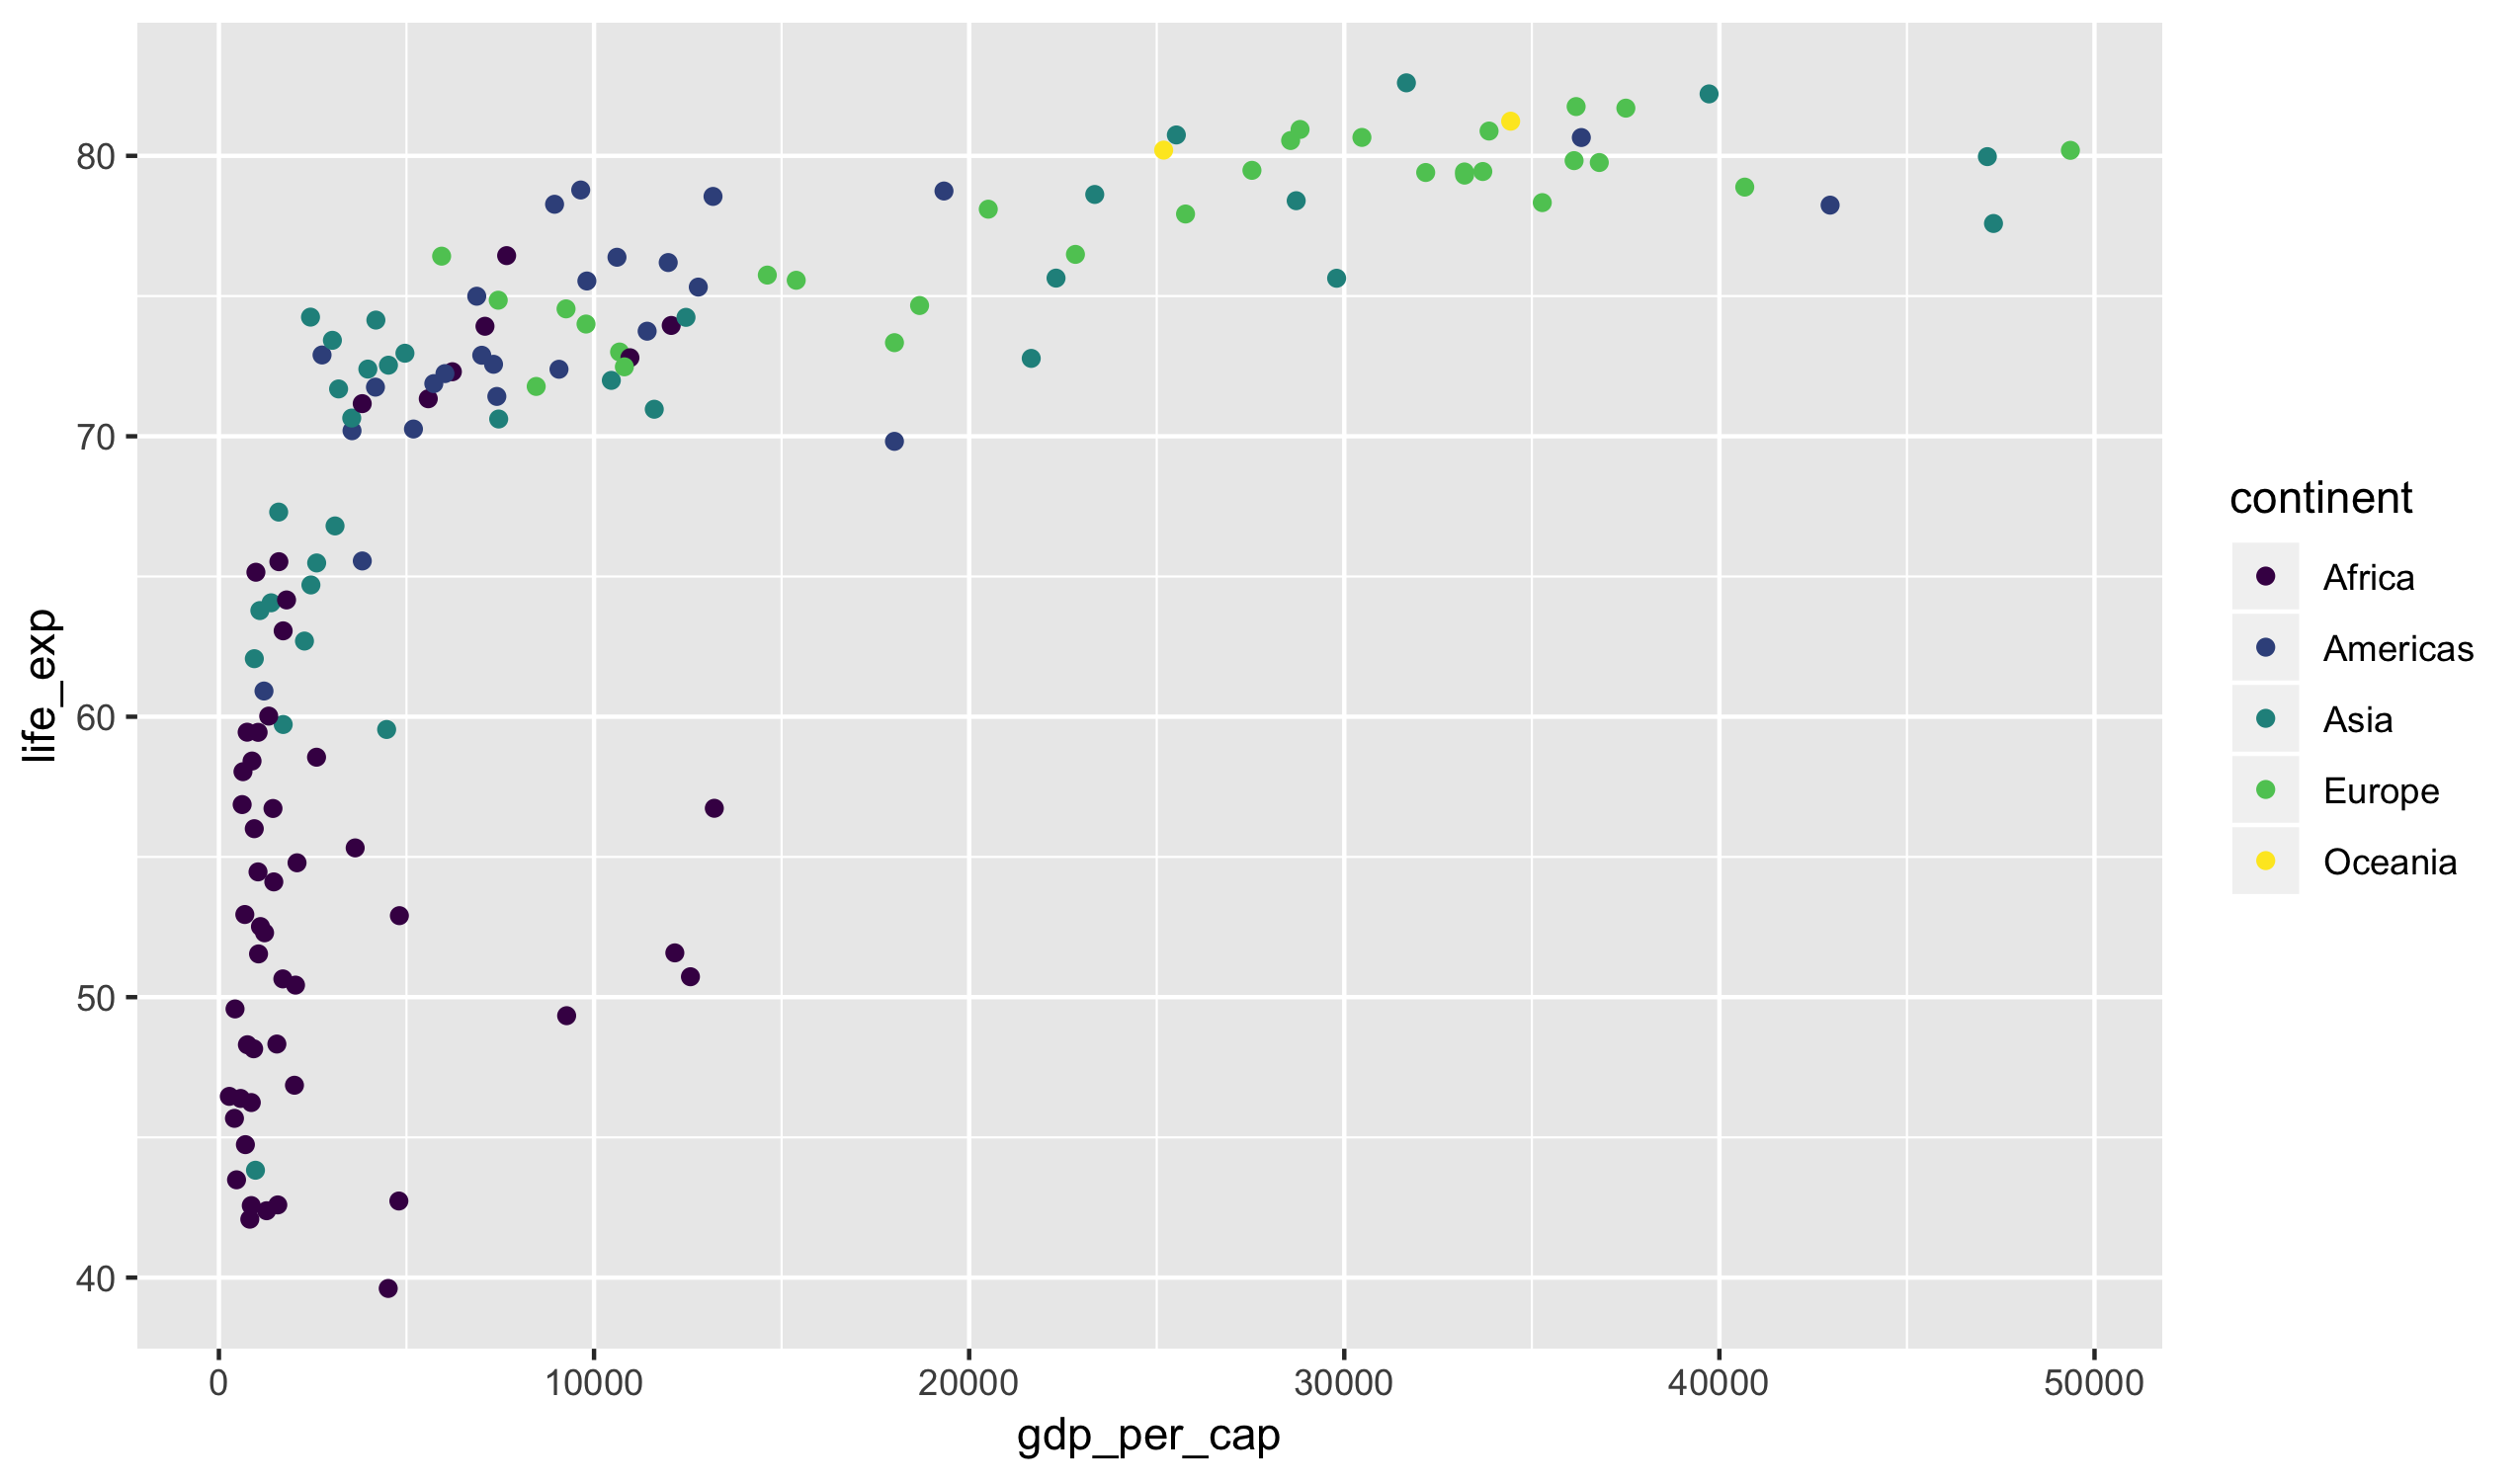 life_exp
80
70
60
50
40
0 10000 20000 30000 40000 50000
gdp_per_cap
continent
Africa
Americas
Asia
Europe
Oceania